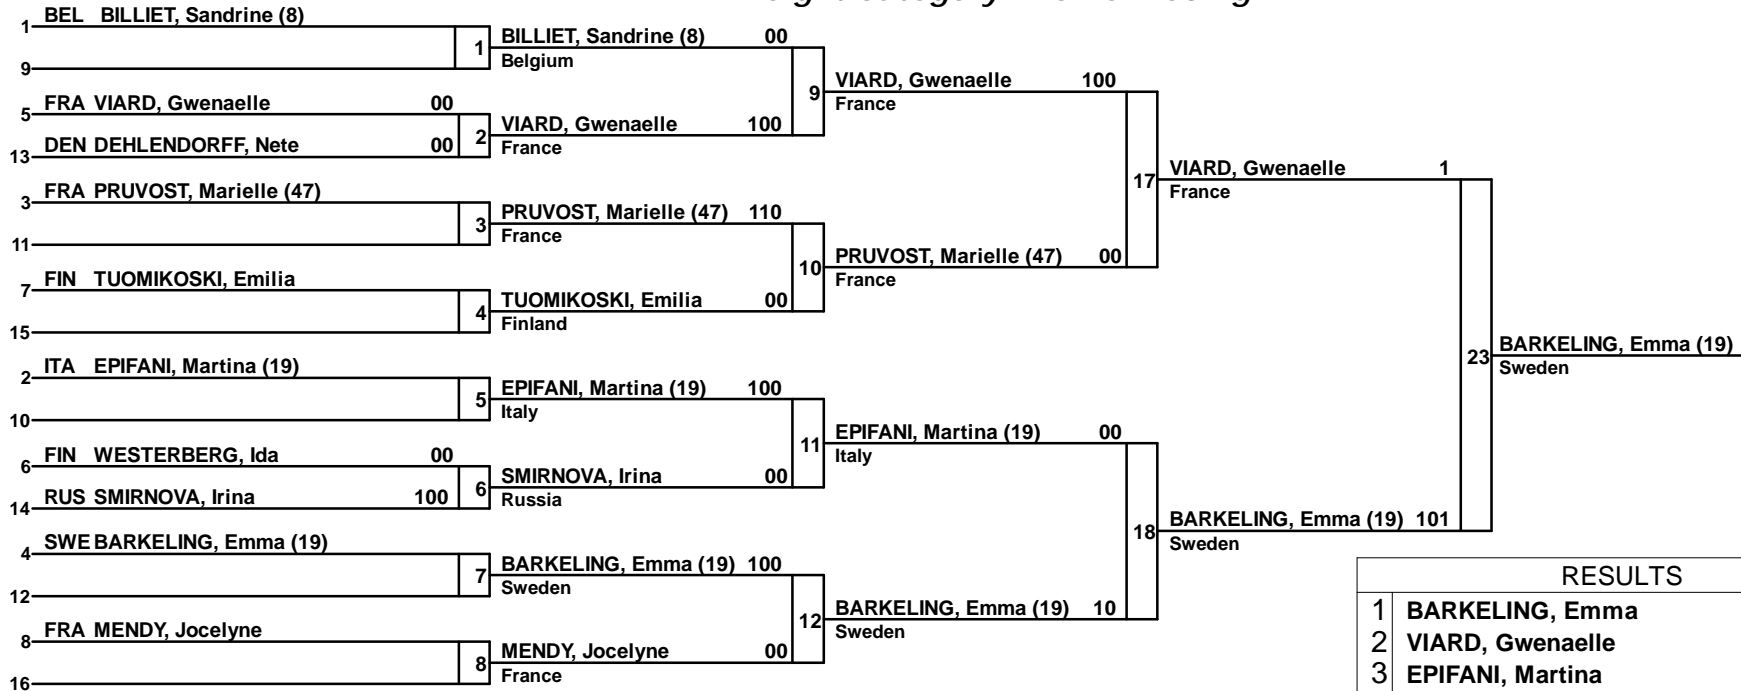 BEL BILLIET, Sandrine (8)
1
9
1
BILLIET, Sandrine (8) 00
Belgium
FRA VIARD, Gwenaelle 00
5
DEN DEHLENDORFF, Nete 00
13
2
VIARD, Gwenaelle 100
France
9
VIARD, Gwenaelle 100
France
FRA PRUVOST, Marielle (47)
3
11
3
PRUVOST, Marielle (47) 110
France
FIN TUOMIKOSKI, Emilia
7
15
4
TUOMIKOSKI, Emilia 00
Finland
10
PRUVOST, Marielle (47) 00
France
17
VIARD, Gwenaelle 1
France
ITA EPIFANI, Martina (19)
2
10
5
EPIFANI, Martina (19) 100
Italy
FIN WESTERBERG, Ida 00
6
RUS SMIRNOVA, Irina 100
14
6
SMIRNOVA, Irina 00
Russia
11
EPIFANI, Martina (19) 00
Italy
SWE BARKELING, Emma (19)
4
12
7
BARKELING, Emma (19) 100
Sweden
FRA MENDY, Jocelyne
8
16
8
MENDY, Jocelyne 00
France
12
BARKELING, Emma (19) 10
Sweden
18
BARKELING, Emma (19) 101
Sweden
23
BARKELING, Emma (19)
Sweden
RESULTS
1 BARKELING, Emma
2 VIARD, Gwenaelle
3 EPIFANI, Martina